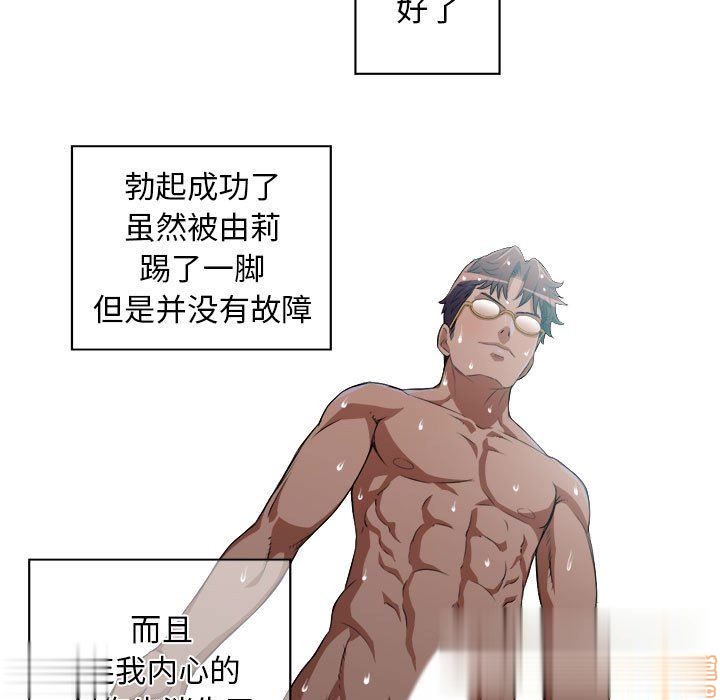 好了
勃起成功了
虽然被由莉
踢了一脚
但是并没有故障
而且
我内心的